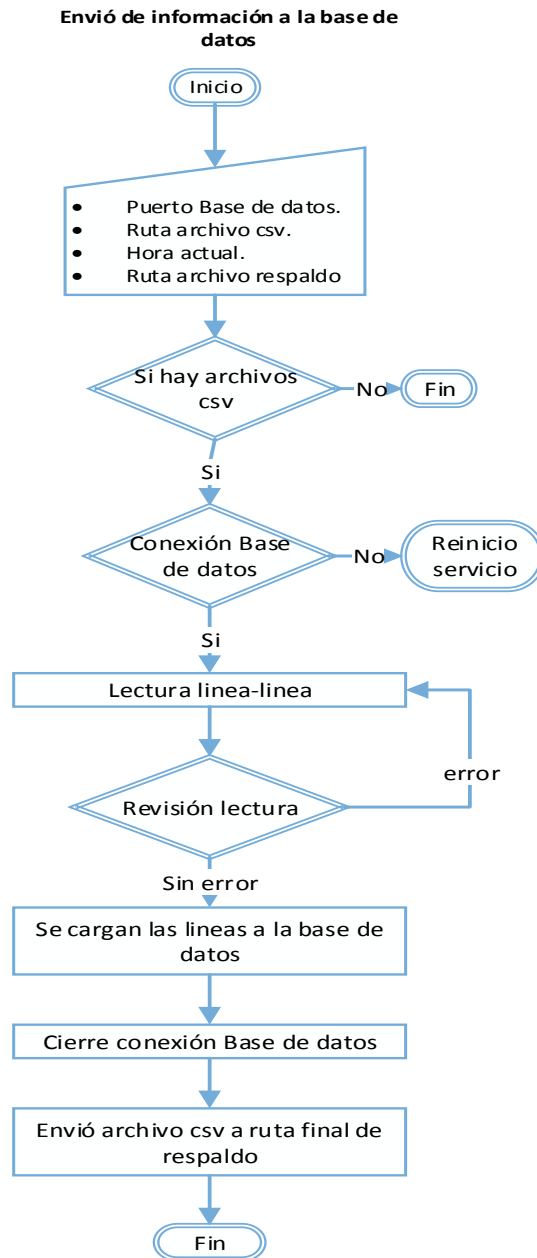 Envió de información a la base de
datos
Inicio
• Puerto Base de datos.
• Ruta archivo csv.
• Hora actual.
• Ruta archivo respaldo
Si hay archivos
csv
No
Fin
Si
Conexión Base
de datos
No
Reinicio
servicio
Si
Lectura linea-linea
error
Revisión lectura
Sin error
Se cargan las lineas a la base de
datos
Cierre conexión Base de datos
Envió archivo csv a ruta final de
respaldo
Fin